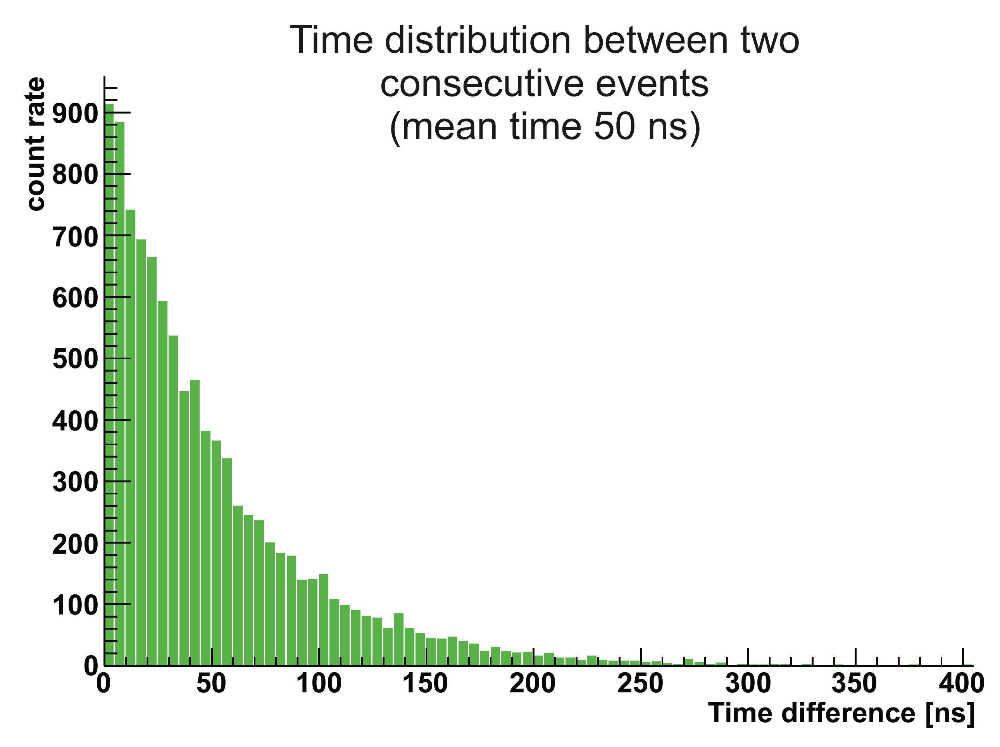 Time distribution between two
consecutive events
(mean time 50 ns)
count rate
900
800
700
600
500
400
300
200
100
0
0 50 100 150 200 250 300 350 400
Time difference [ns]